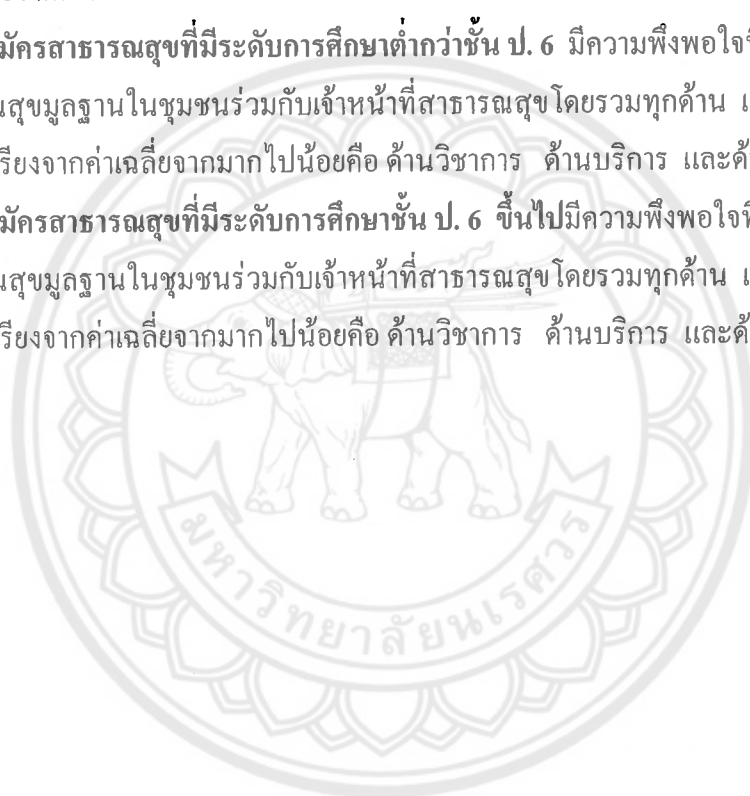 มัครสาธารณสุขที่มีระดับการศึกษาต่ำกว่าชั้น ป. 6 มีความพึงพอใจ
สุขมูลฐานในชุมชนร่วมกับเจ้าหน้าที่สาธารณสุขโดยรวมทุกด้าน
รียงจากค่าเฉลี่ยจากมากไปน้อยคือ ด้านวิชาการ ด้านบริการ และด้
มัครสาธารณสุขที่มีระดับการศึกษาชั้น ป. 6 ขึ้นไปมีความพึงพอใจ
สุขมูลฐานในชุมชนร่วมกับเจ้าหน้าที่สาธารณสุขโดยรวมทุกด้าน
รียงจากค่าเฉลี่ยจากมากไปน้อยคือ ด้านวิชาการ ด้านบริการ และด้
มหาวิทยาลัยนเรศวร